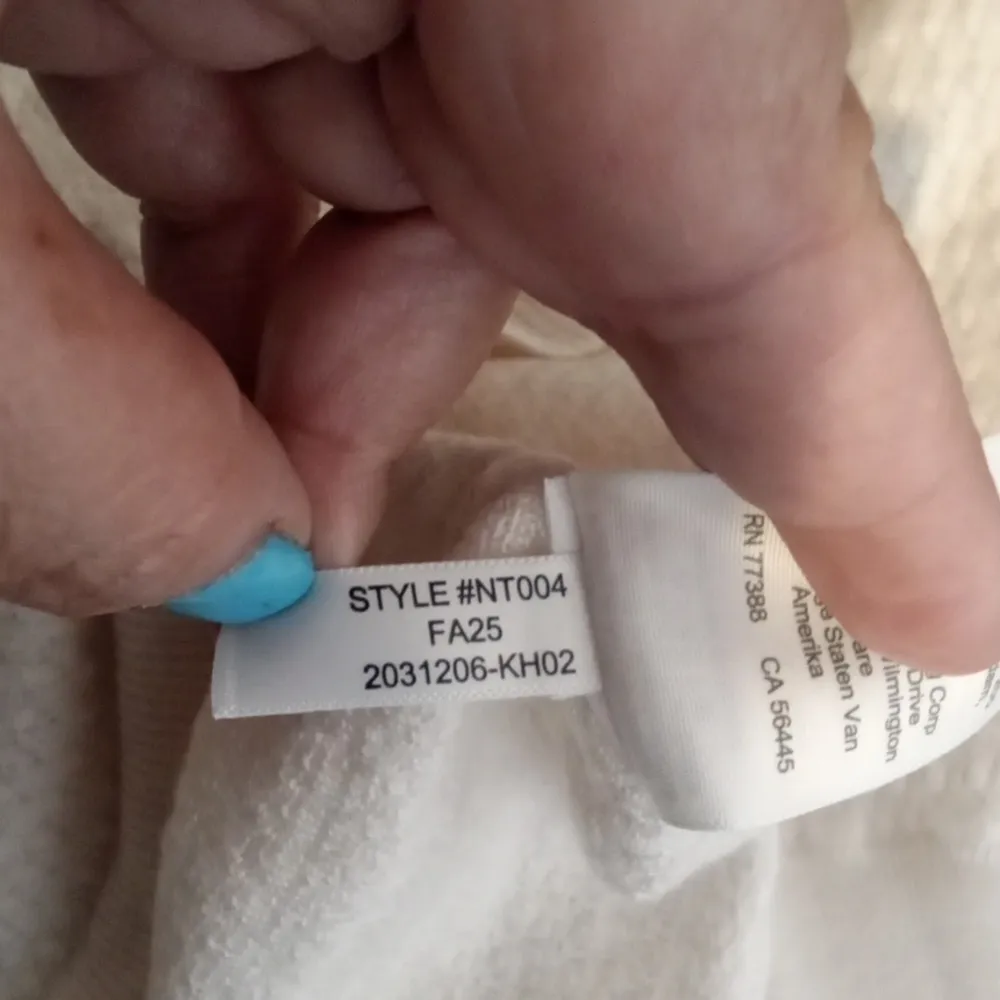 STYLE #NT004
FA25
2031206-KH02
RN 77388 CA 56445
Amerika
Staten Van
Wilmington
Drive
Corp